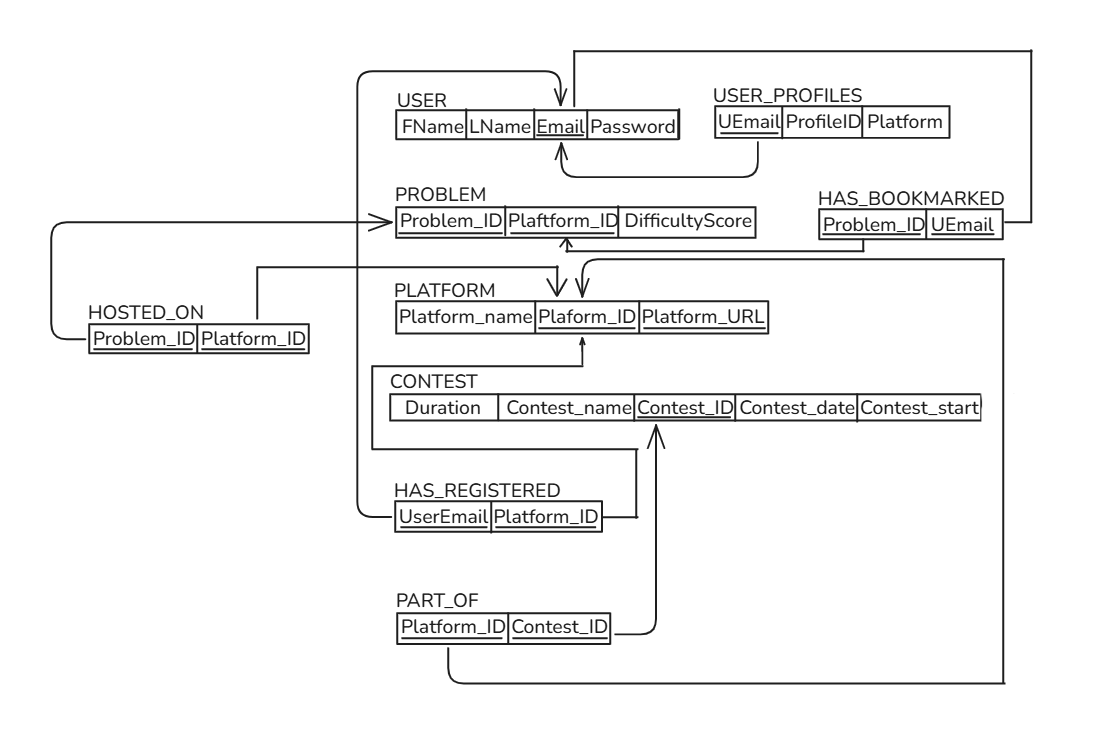 USER
FName LName Email Password
USER_PROFILES
UEmail ProfileID Platform
PROBLEM
Problem_ID Plaftform_ID DifficultyScore
HAS_BOOKMARKED
Problem_ID UEmail
PLATFORM
Platform_name Plaform_ID Platform_URL
HOSTED_ON
Problem_ID Platform_ID
CONTEST
Duration Contest_name Contest_ID Contest_date Contest_start
HAS_REGISTERED
UserEmail Platform_ID
PART_OF
Platform_ID Contest_ID